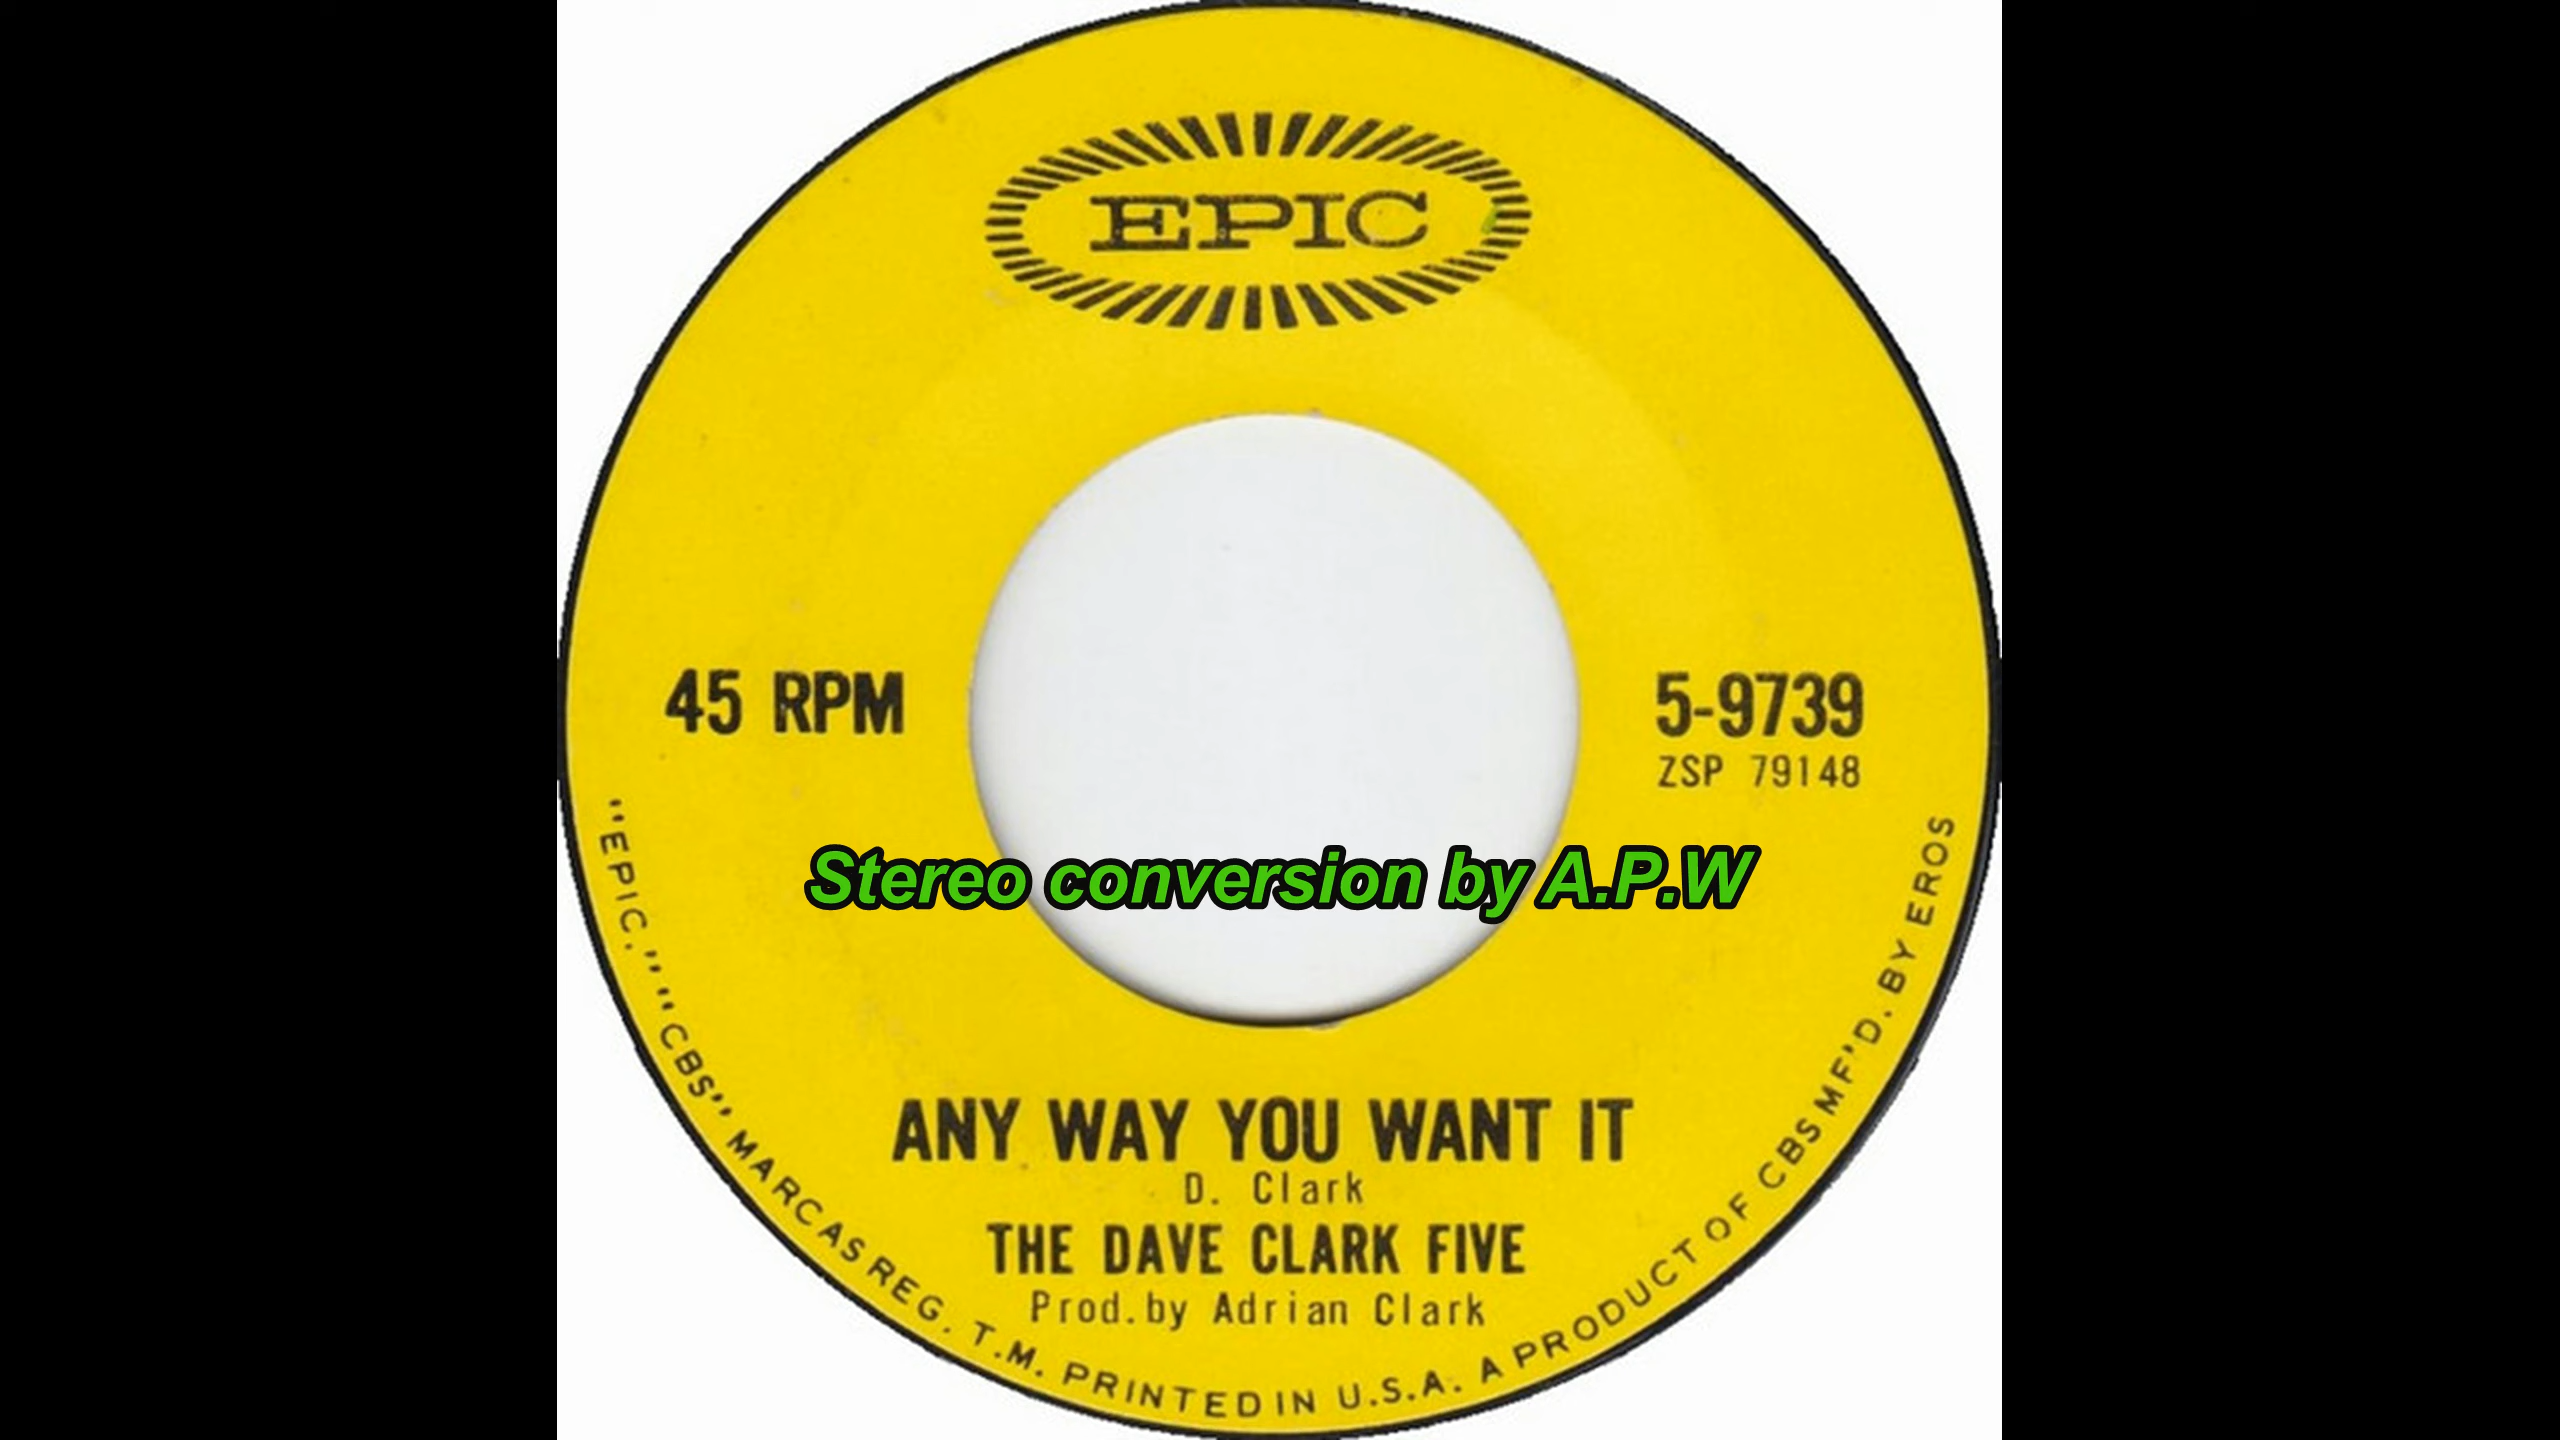 EPIC
45 RPM
5-9739
ZSP 79148
Stereo conversion by A.P.W
ANY WAY YOU WANT IT
D. Clark
THE DAVE CLARK FIVE
Prod. by Adrian Clark
"EPIC," "CBS" MARCAS REG. T.M. PRINTED IN U.S.A. A PRODUCT OF CBS MF'D. BY EROS